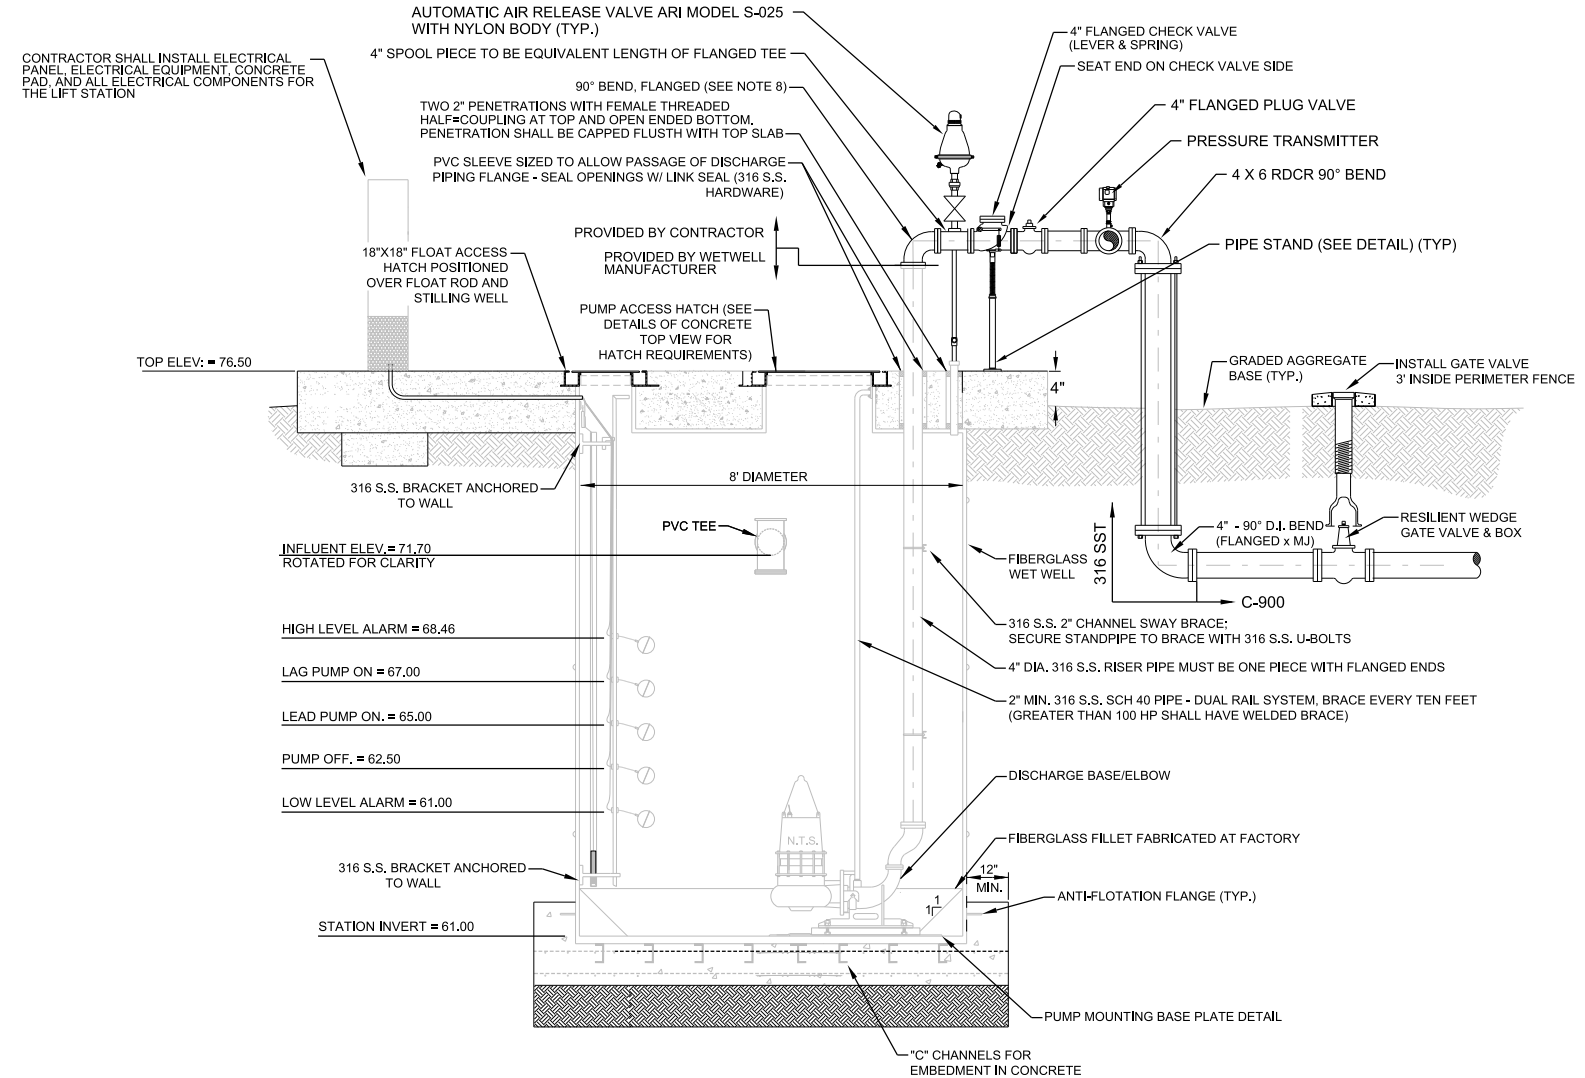 AUTOMATIC AIR RELEASE VALVE ARI MODEL S-025
WITH NYLON BODY (TYP.)
4" SPOOL PIECE TO BE EQUIVALENT LENGTH OF FLANGED TEE
90° BEND, FLANGED (SEE NOTE 8)
TWO 2" PENETRATIONS WITH FEMALE THREADED
HALF=COUPLING AT TOP AND OPEN ENDED BOTTOM.
PENETRATION SHALL BE CAPPED FLUSTH WITH TOP SLAB
PVC SLEEVE SIZED TO ALLOW PASSAGE OF DISCHARGE
PIPING FLANGE - SEAL OPENINGS W/ LINK SEAL (316 S.S.
HARDWARE)
CONTRACTOR SHALL INSTALL ELECTRICAL
PANEL, ELECTRICAL EQUIPMENT, CONCRETE
PAD, AND ALL ELECTRICAL COMPONENTS FOR
THE LIFT STATION
4" FLANGED CHECK VALVE
(LEVER & SPRING)
SEAT END ON CHECK VALVE SIDE
4" FLANGED PLUG VALVE
PRESSURE TRANSMITTER
4 X 6 RDCR 90° BEND
PIPE STAND (SEE DETAIL) (TYP)
PROVIDED BY CONTRACTOR
PROVIDED BY WETWELL
MANUFACTURER
18"X18" FLOAT ACCESS
HATCH POSITIONED
OVER FLOAT ROD AND
STILLING WELL
PUMP ACCESS HATCH (SEE
DETAILS OF CONCRETE
TOP VIEW FOR
HATCH REQUIREMENTS)
TOP ELEV: = 76.50
4"
GRADED AGGREGATE
BASE (TYP.)
INSTALL GATE VALVE
3' INSIDE PERIMETER FENCE
316 S.S. BRACKET ANCHORED
TO WALL
8' DIAMETER
PVC TEE
INFLUENT ELEV.= 71.70
ROTATED FOR CLARITY
FIBERGLASS
WET WELL
316 SST
C-900
4" - 90° D.I. BEND
(FLANGED x MJ)
RESILIENT WEDGE
GATE VALVE & BOX
HIGH LEVEL ALARM = 68.46
LAG PUMP ON = 67.00
LEAD PUMP ON. = 65.00
PUMP OFF. = 62.50
LOW LEVEL ALARM = 61.00
316 S.S. 2" CHANNEL SWAY BRACE;
SECURE STANDPIPE TO BRACE WITH 316 S.S. U-BOLTS
4" DIA. 316 S.S. RISER PIPE MUST BE ONE PIECE WITH FLANGED ENDS
2" MIN. 316 S.S. SCH 40 PIPE - DUAL RAIL SYSTEM, BRACE EVERY TEN FEET
(GREATER THAN 100 HP SHALL HAVE WELDED BRACE)
DISCHARGE BASE/ELBOW
N.T.S.
FIBERGLASS FILLET FABRICATED AT FACTORY
316 S.S. BRACKET ANCHORED
TO WALL
12"
MIN.
1
1
ANTI-FLOTATION FLANGE (TYP.)
STATION INVERT = 61.00
PUMP MOUNTING BASE PLATE DETAIL
"C" CHANNELS FOR
EMBEDMENT IN CONCRETE